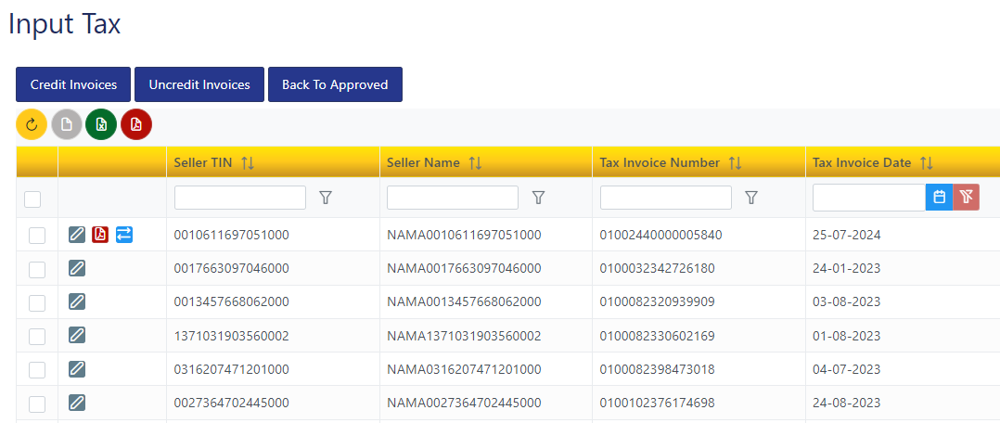 Input Tax
Credit Invoices Uncredit Invoices Back To Approved
Seller TIN Seller Name Tax Invoice Number Tax Invoice Date
0010611697051000 NAMA0010611697051000 01002440000005840 25-07-2024
0017663097046000 NAMA0017663097046000 0100032342726180 24-01-2023
0013457668062000 NAMA0013457668062000 0100082320939909 03-08-2023
1371031903560002 NAMA1371031903560002 0100082330602169 01-08-2023
0316207471201000 NAMA0316207471201000 0100082398473018 04-07-2023
0027364702445000 NAMA0027364702445000 0100102376174698 24-08-2023